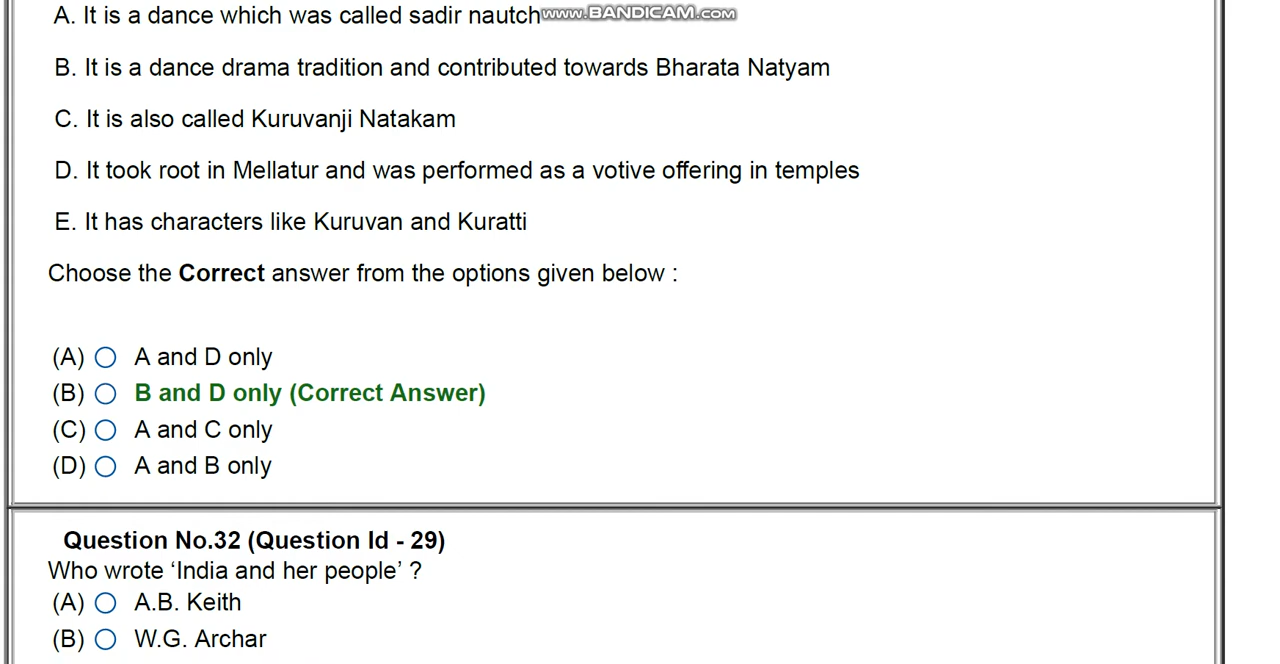 A. It is a dance which was called sadir nautch
www.BANDICAM.com
B. It is a dance drama tradition and contributed towards Bharata Natyam
C. It is also called Kuruvanji Natakam
D. It took root in Mellatur and was performed as a votive offering in temples
E. It has characters like Kuruvan and Kuratti
Choose the Correct answer from the options given below :
(A) A and D only
(B) B and D only (Correct Answer)
(C) A and C only
(D) A and B only
Question No.32 (Question Id - 29)
Who wrote ‘India and her people’ ?
(A) A.B. Keith
(B) W.G. Archar